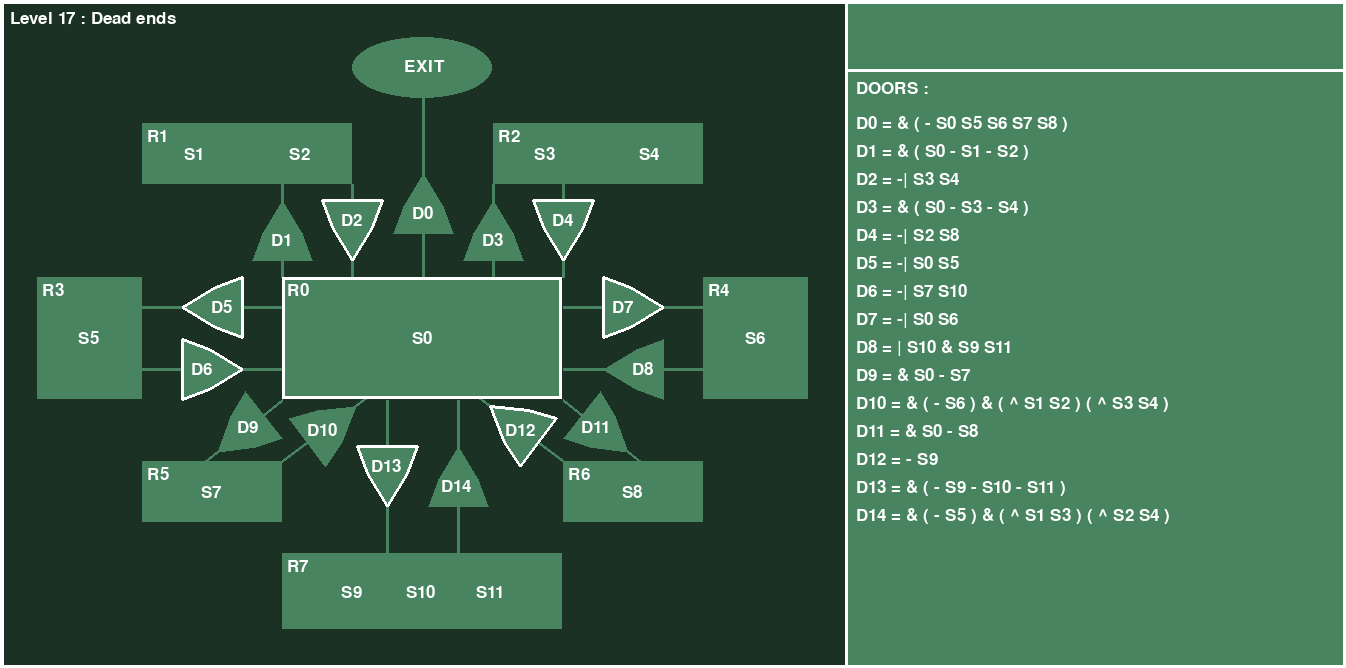 Level 17 : Dead ends
EXIT
R1
S1 S2
R2
S3 S4
D1
D2
D0
D3
D4
R3
S5
D5
D6
R0
S0
D7
D8
R4
S6
D9
D10
D13
D14
D12
D11
R5
S7
R6
S8
R7
S9 S10 S11
DOORS :
D0 = & ( - S0 S5 S6 S7 S8 )
D1 = & ( S0 - S1 - S2 )
D2 = -| S3 S4
D3 = & ( S0 - S3 - S4 )
D4 = -| S2 S8
D5 = -| S0 S5
D6 = -| S7 S10
D7 = -| S0 S6
D8 = | S10 & S9 S11
D9 = & S0 - S7
D10 = & ( - S6 ) & ( ^ S1 S2 ) ( ^ S3 S4 )
D11 = & S0 - S8
D12 = - S9
D13 = & ( - S9 - S10 - S11 )
D14 = & ( - S5 ) & ( ^ S1 S3 ) ( ^ S2 S4 )